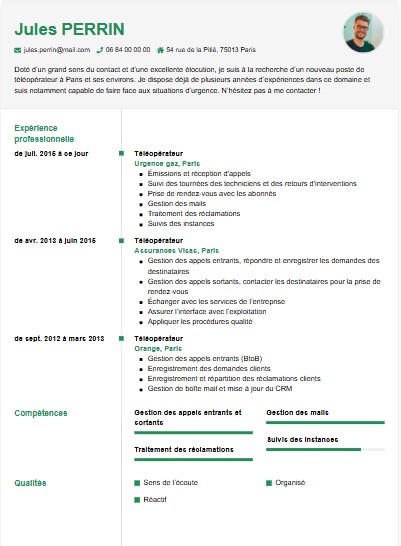 Jules PERRIN
jules.perrin@mail.com 06 84 00 00 00 54 rue de la Pitié, 75013 Paris
Doté d'un grand sens du contact et d'une excellente élocution, je suis à la recherche d'un nouveau poste de
téléopérateur à Paris et ses environs. Je dispose déjà de plusieurs années d'expériences dans ce domaine et
suis notamment capable de faire face aux situations d'urgence. N'hésitez pas à me contacter !
Expérience
professionnelle
de juil. 2015 à ce jour
Téléopérateur
Urgence gaz, Paris
Émissions et réception d'appels
Suivi des tournées des techniciens et des retours d'interventions
Prise de rendez-vous avec les abonnés
Gestion des mails
Traitement des réclamations
Suivis des instances
de avr. 2013 à juin 2015
Téléopérateur
Assurances Visas, Paris
Gestion des appels entrants, répondre et enregistrer les demandes des
destinataires
Gestion des appels sortants, contacter les destinataires pour la prise de
rendez-vous
Échanger avec les services de l'entreprise
Assurer l'interface avec l'exploitation
Appliquer les procédures qualité
de sept. 2012 à mars 2013
Téléopérateur
Orange, Paris
Gestion des appels entrants (BtoB)
Enregistrement des demandes clients
Enregistrement et répartition des réclamations clients
Gestion de boîte mail et mise à jour du CRM
Compétences
Gestion des appels entrants et
sortants
Gestion des mails
Traitement des réclamations
Suivis des instances
Qualités
Sens de l'écoute
Organisé
Réactif